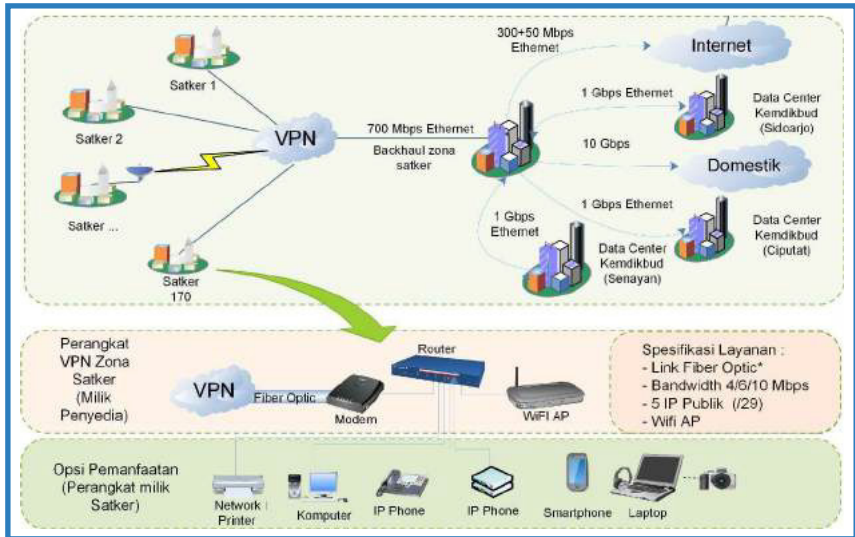 Satker 1
Satker 2
Satker ...
Satker
170
VPN
700 Mbps Ethernet
Backhaul zona
satker
300+50 Mbps
Ethernet
Internet
1 Gbps Ethernet
Data Center
Kemdikbud
(Sidoarjo)
10 Gbps
Domestik
1 Gbps Ethernet
Data Center
Kemdikbud
(Ciputat)
1 Gbps
Ethernet
Data Center
Kemdikbud
(Senayan)
Perangkat
VPN Zona
Satker
(Milik
Penyedia)
VPN
Fiber Optic
Modem
Router
WiFI AP
Spesifikasi Layanan :
- Link Fiber Optic*
- Bandwidth 4/6/10 Mbps
- 5 IP Publik (/29)
- Wifi AP
Opsi Pemanfaatan
(Perangkat milik
Satker)
Network
Printer
Komputer
IP Phone
IP Phone
Smartphone
Laptop